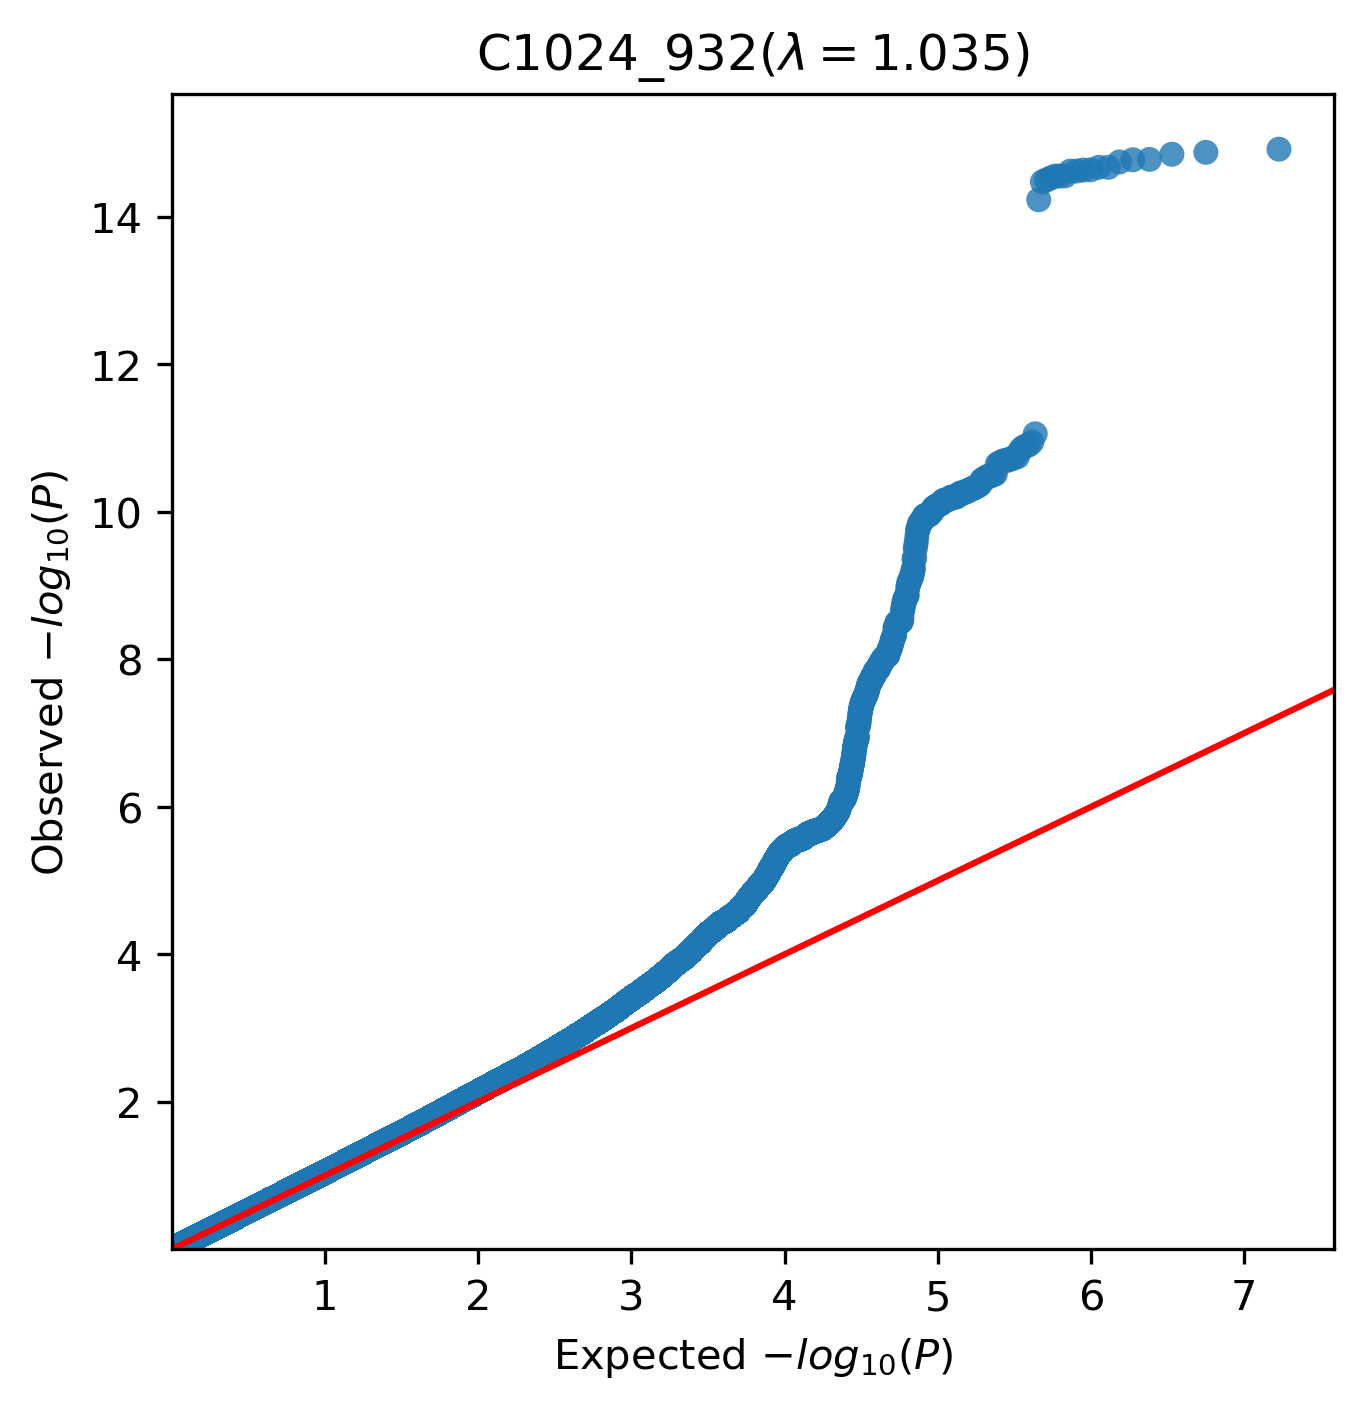 C1024_932(λ = 1.035)
Observed −log₁₀(P)
14
12
10
8
6
4
2
1 2 3 4 5 6 7
Expected −log₁₀(P)